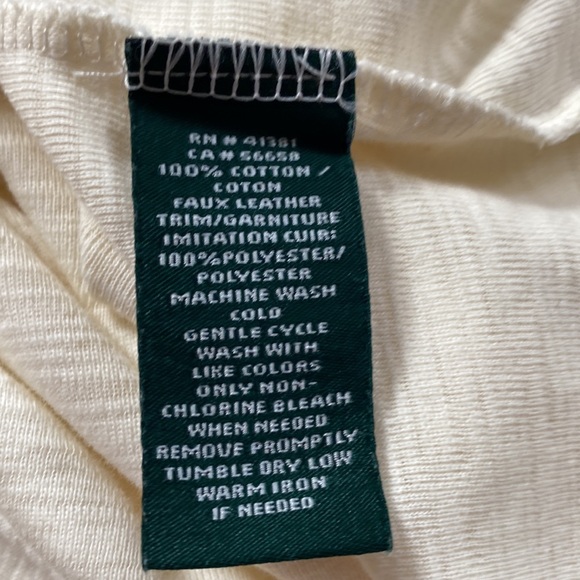 RN # 41381
CA # 56658
100% COTTON /
COTON
FAUX LEATHER
TRIM/GARNITURE
IMITATION CUIR:
100%POLYESTER/
POLYESTER
MACHINE WASH
COLD
GENTLE CYCLE
WASH WITH
LIKE COLORS
ONLY NON-
CHLORINE BLEACH
WHEN NEEDED
REMOVE PROMPTLY
TUMBLE DRY LOW
WARM IRON
IF NEEDED